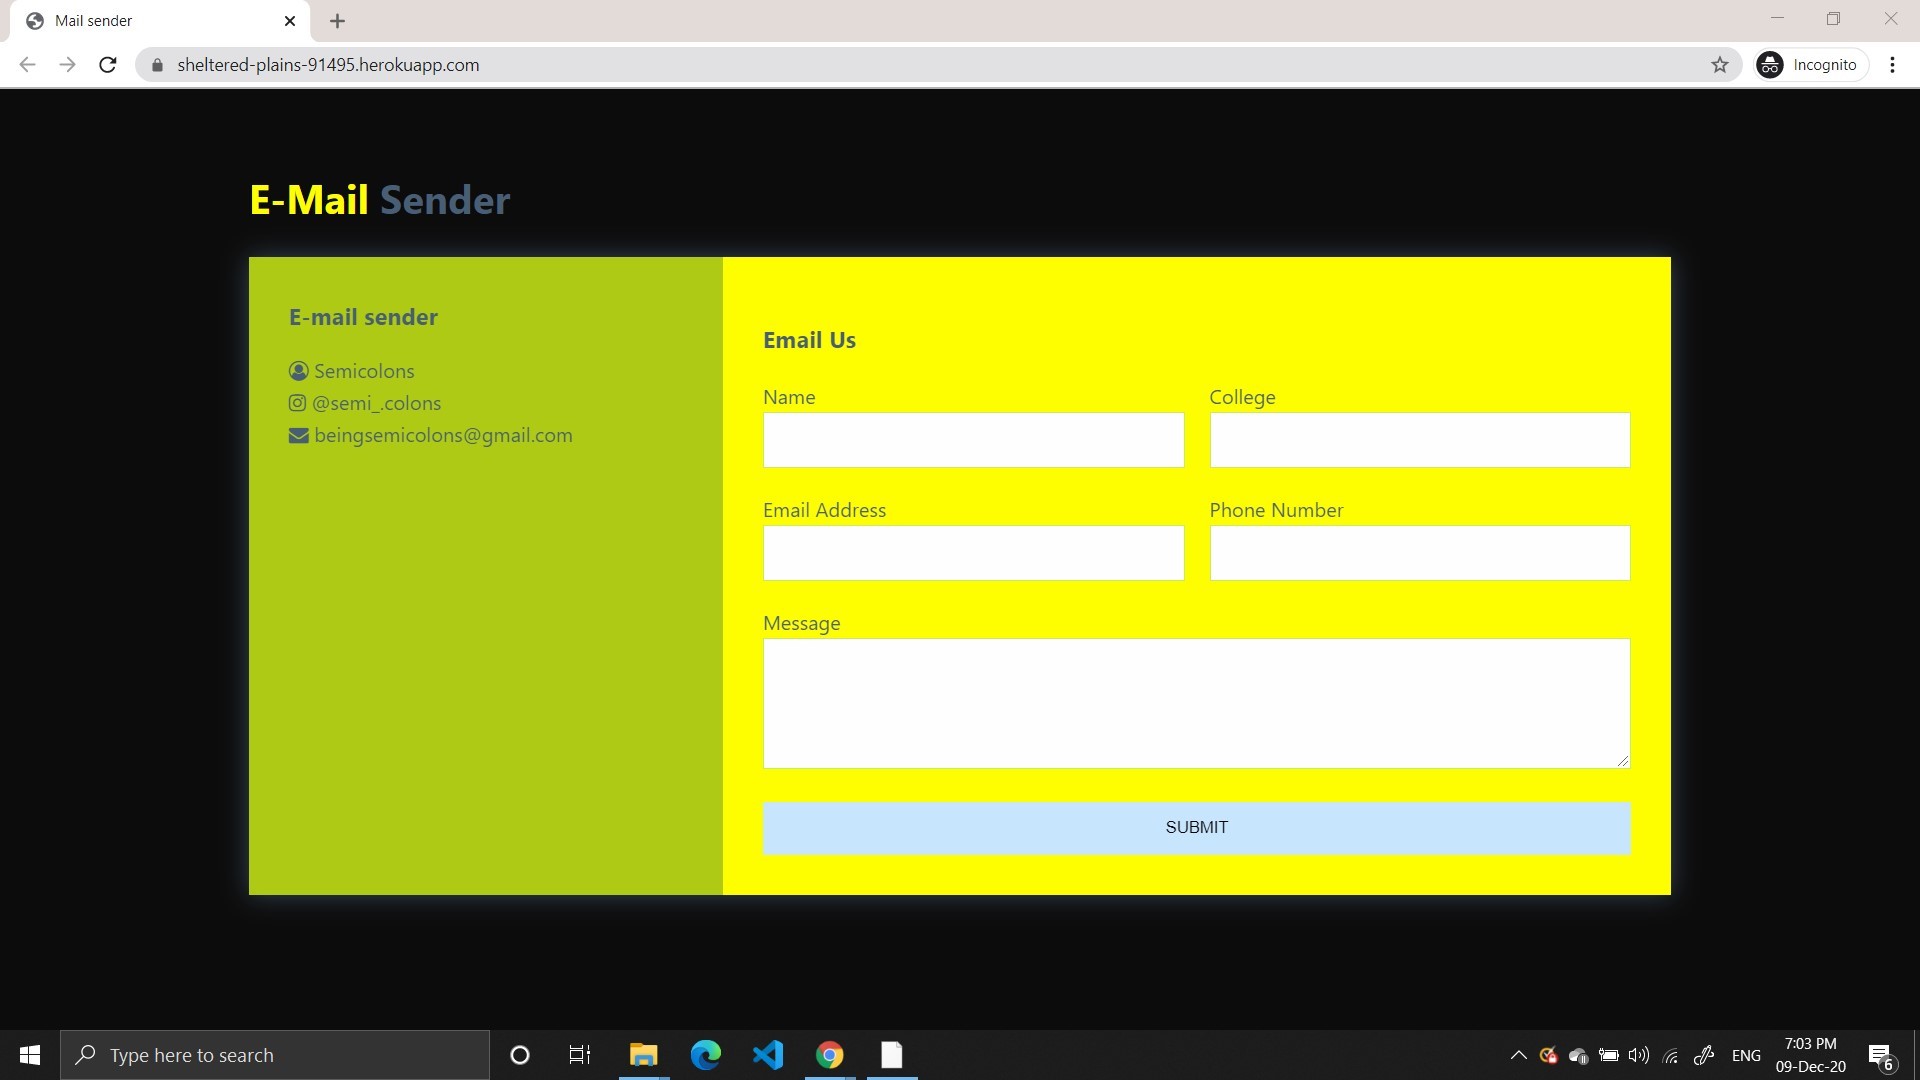 Mail sender
sheltered-plains-91495.herokuapp.com
Incognito
E-Mail Sender
E-mail sender
Semicolons
@semi_.colons
beingsemicolons@gmail.com
Email Us
Name
College
Email Address
Phone Number
Message
SUBMIT
Type here to search
ENG
7:03 PM
09-Dec-20
6